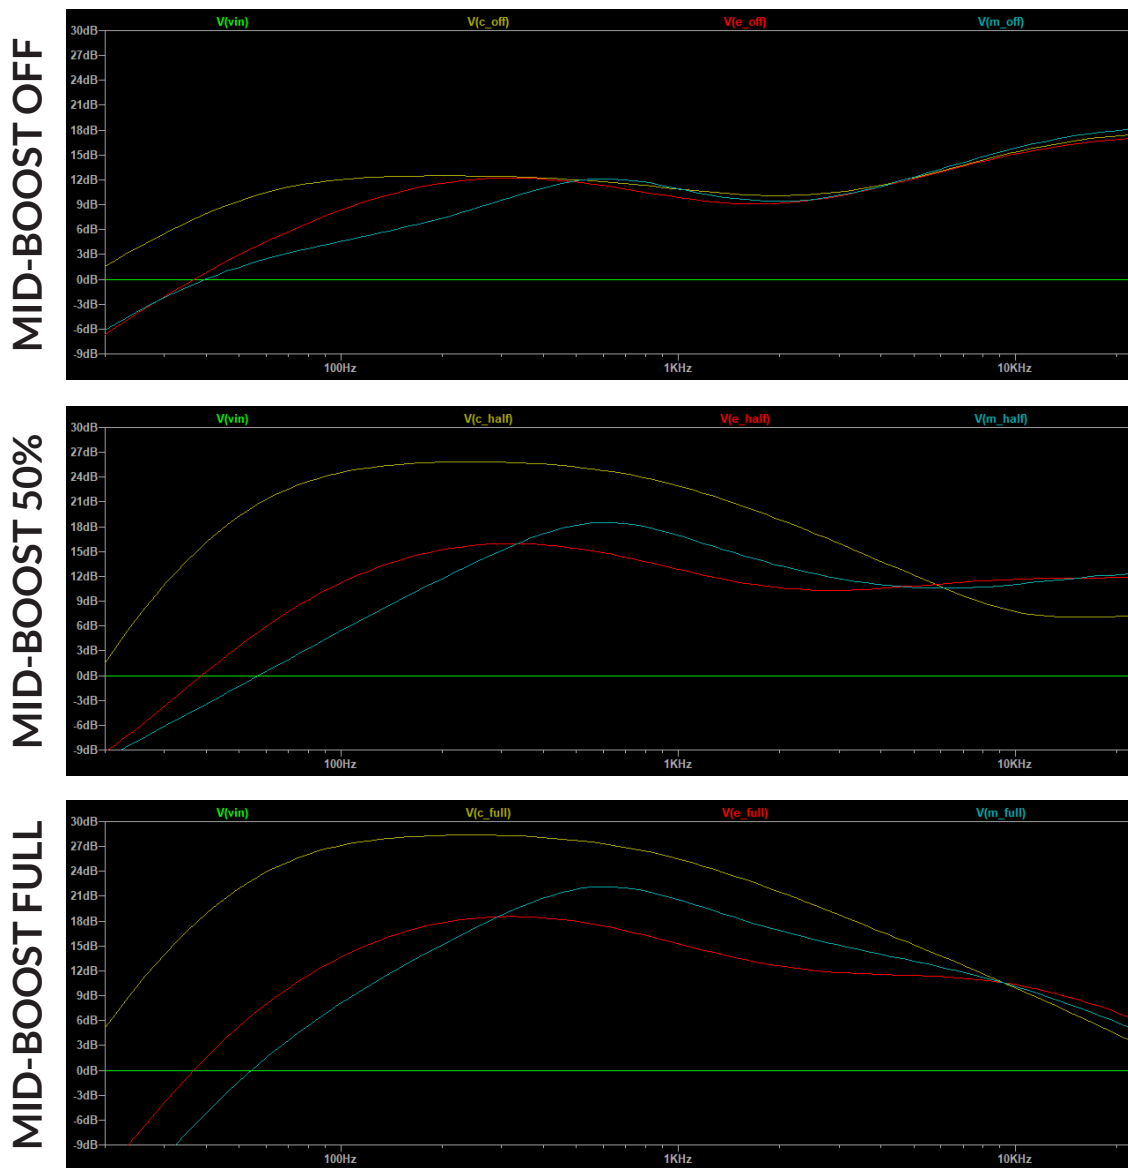 MID-BOOST OFF
V(vin) V(c_off) V(e_off) V(m_off)
30dB
27dB
24dB
21dB
18dB
15dB
12dB
9dB
6dB
3dB
0dB
-3dB
-6dB
-9dB
100Hz 1KHz 10KHz
MID-BOOST 50%
V(vin) V(c_half) V(e_half) V(m_half)
30dB
27dB
24dB
21dB
18dB
15dB
12dB
9dB
6dB
3dB
0dB
-3dB
-6dB
-9dB
100Hz 1KHz 10KHz
MID-BOOST FULL
V(vin) V(c_full) V(e_full) V(m_full)
30dB
27dB
24dB
21dB
18dB
15dB
12dB
9dB
6dB
3dB
0dB
-3dB
-6dB
-9dB
100Hz 1KHz 10KHz